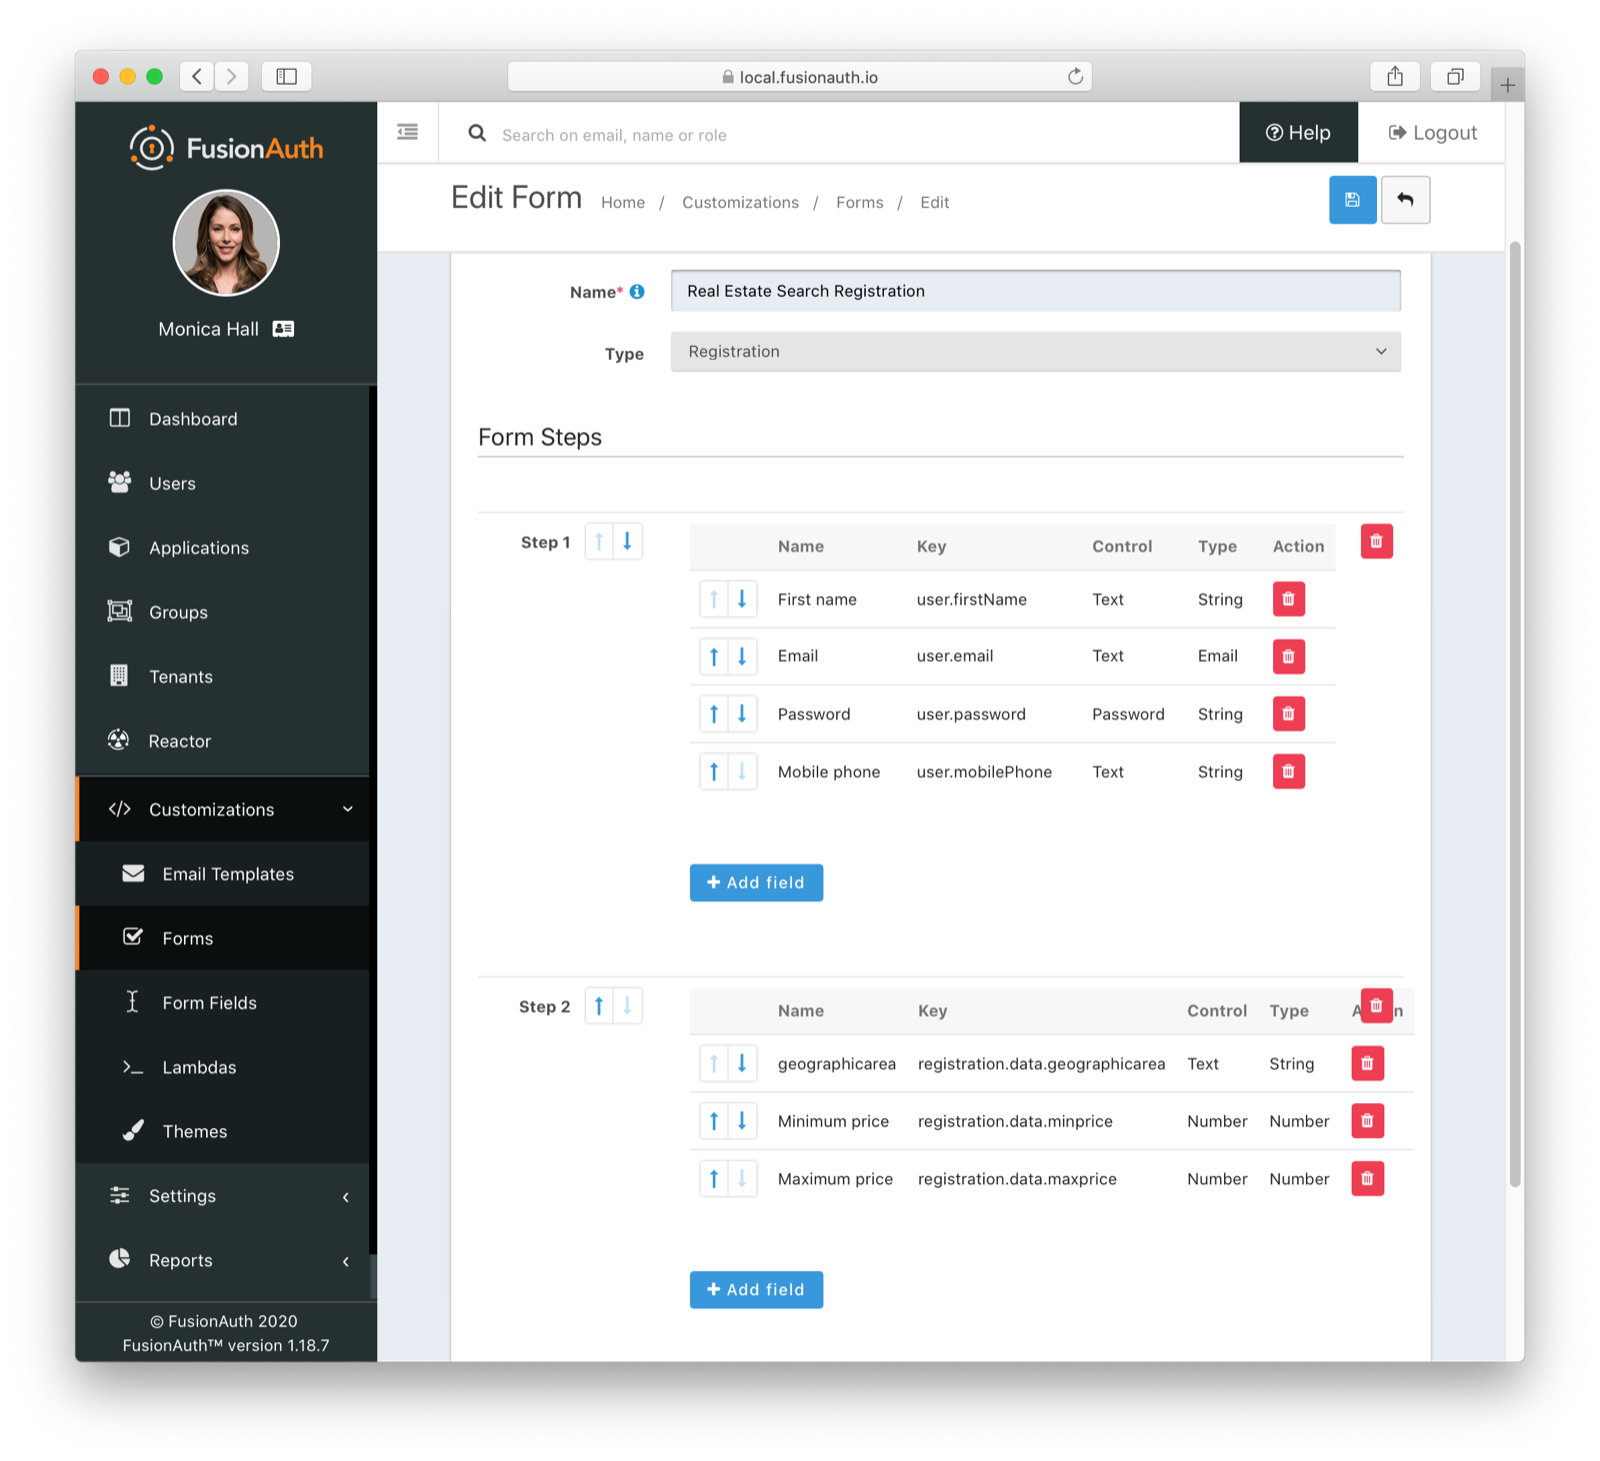 local.fusionauth.io
FusionAuth
Monica Hall
Dashboard
Users
Applications
Groups
Tenants
Reactor
Customizations
Email Templates
Forms
Form Fields
Lambdas
Themes
Settings
Reports
© FusionAuth 2020
FusionAuth™ version 1.18.7
Search on email, name or role
Help
Logout
Edit Form
Home / Customizations / Forms / Edit
Name*
Real Estate Search Registration
Type
Registration
Form Steps
Step 1
Name Key Control Type Action
First name user.firstName Text String
Email user.email Text Email
Password user.password Password String
Mobile phone user.mobilePhone Text String
Add field
Step 2
Name Key Control Type
geographicarea registration.data.geographicarea Text String
Minimum price registration.data.minprice Number Number
Maximum price registration.data.maxprice Number Number
Add field